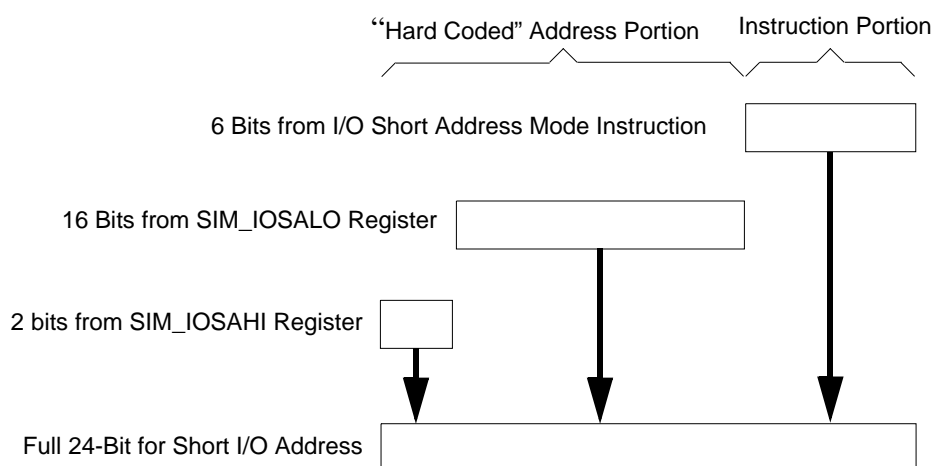 “Hard Coded” Address Portion
Instruction Portion
6 Bits from I/O Short Address Mode Instruction
16 Bits from SIM_IOSALO Register
2 bits from SIM_IOSAHI Register
Full 24-Bit for Short I/O Address